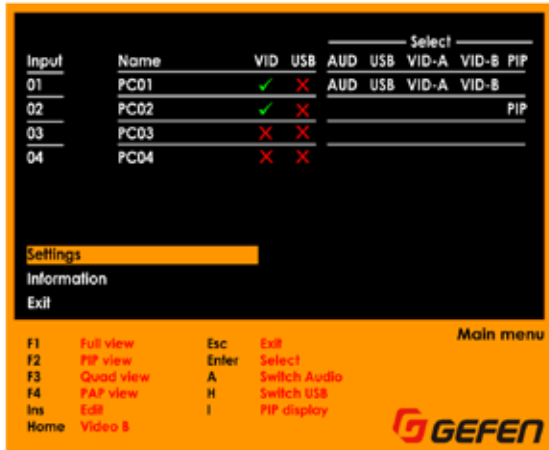 Select
Input Name VID USB AUD USB VID-A VID-B PIP
01 PC01 AUD USB VID-A VID-B
02 PC02 PIP
03 PC03
04 PC04
Settings
Information
Exit
Main menu
F1 Full view Esc Exit
F2 PIP view Enter Select
F3 Quad view A Switch Audio
F4 PAP view H Switch USB
Ins Edit I PIP display
Home Video B
GEFEN